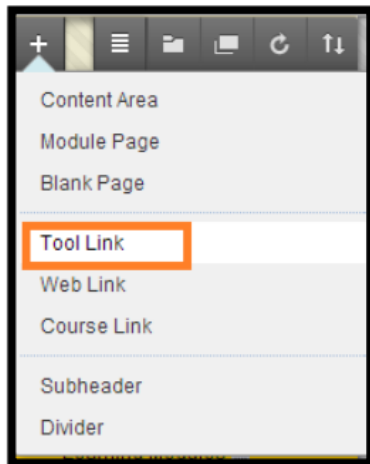 Content Area
Module Page
Blank Page
Tool Link
Web Link
Course Link
Subheader
Divider